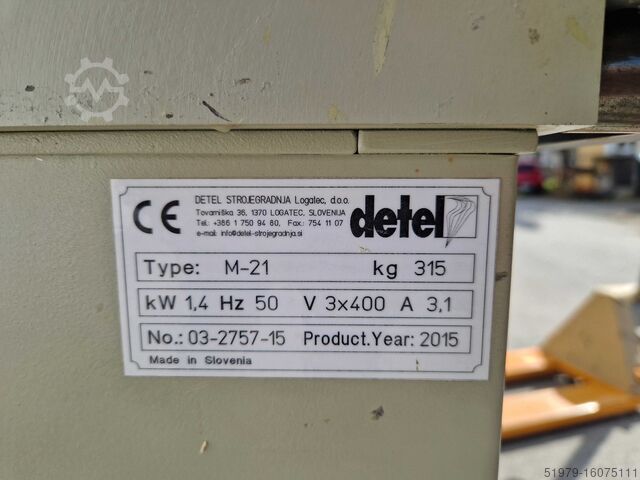 CE
DETEL STROJEGRADNJA Logatec, d.o.o.
Tovarniška 36, 1370 LOGATEC, SLOVENIJA
Tel.: +386 1 750 94 80, Fax.: 754 11 07
e-mail: info@detel-strojegradnja.si
detel
Type: M-21 kg 315
kW 1,4 Hz 50 V 3x400 A 3,1
No.: 03-2757-15 Product.Year: 2015
Made in Slovenia
51979-16075111